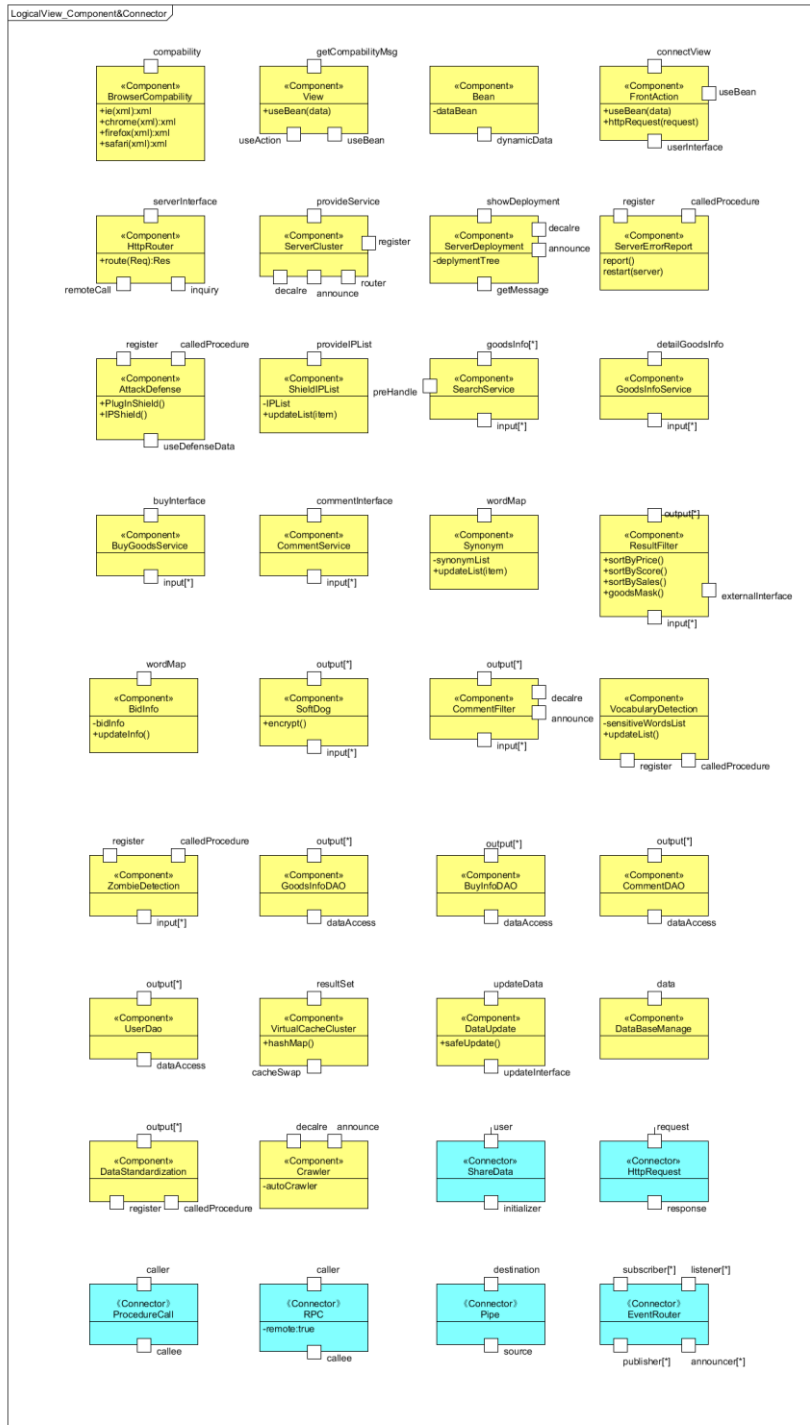 LogicalView_Component&Connector
compability
«Component»
BrowserCompability
+ie(xml):xml
+chrome(xml):xml
+firefox(xml):xml
+safari(xml):xml
getCompabilityMsg
«Component»
View
+useBean(data)
useAction
useBean
«Component»
Bean
-dataBean
dynamicData
connectView
«Component»
FrontAction
+useBean(data)
+httpRequest(request)
useBean
userInterface
serverInterface
«Component»
HttpRouter
+route(Req):Res
remoteCall
inquiry
provideService
«Component»
ServerCluster
register
decalre
announce
router
showDeployment
«Component»
ServerDeployment
-deplymentTree
decalre
announce
getMessage
register
calledProcedure
«Component»
ServerErrorReport
report()
restart(server)
register
calledProcedure
«Component»
AttackDefense
+PlugInShield()
+IPShield()
useDefenseData
provideIPList
«Component»
ShieldIPList
-IPList
+updateList(item)
goodsInfo[*]
preHandle
«Component»
SearchService
input[*]
detailGoodsInfo
«Component»
GoodsInfoService
input[*]
buyInterface
«Component»
BuyGoodsService
input[*]
commentInterface
«Component»
CommentService
input[*]
wordMap
«Component»
Synonym
-synonymList
+updateList(item)
output[*]
«Component»
ResultFilter
+sortByPrice()
+sortByScore()
+sortBySales()
+goodsMask()
externalInterface
input[*]
wordMap
«Component»
BidInfo
-bidInfo
+updateInfo()
output[*]
«Component»
SoftDog
+encrypt()
input[*]
output[*]
«Component»
CommentFilter
decalre
announce
input[*]
«Component»
VocabularyDetection
-sensitiveWordsList
+updateList()
register
calledProcedure
register
calledProcedure
«Component»
ZombieDetection
input[*]
output[*]
«Component»
GoodsInfoDAO
dataAccess
output[*]
«Component»
BuyInfoDAO
dataAccess
output[*]
«Component»
CommentDAO
dataAccess
output[*]
«Component»
UserDao
dataAccess
resultSet
«Component»
VirtualCacheCluster
+hashMap()
cacheSwap
updateData
«Component»
DataUpdate
+safeUpdate()
updateInterface
data
«Component»
DataBaseManage
output[*]
«Component»
DataStandardization
register
calledProcedure
decalre
announce
«Component»
Crawler
-autoCrawler
user
«Connector»
ShareData
initializer
request
«Connector»
HttpRequest
response
caller
《Connector》
ProcedureCall
callee
caller
《Connector》
RPC
-remote:true
callee
destination
《Connector》
Pipe
source
subscriber[*]
listener[*]
《Connector》
EventRouter
publisher[*]
announcer[*]